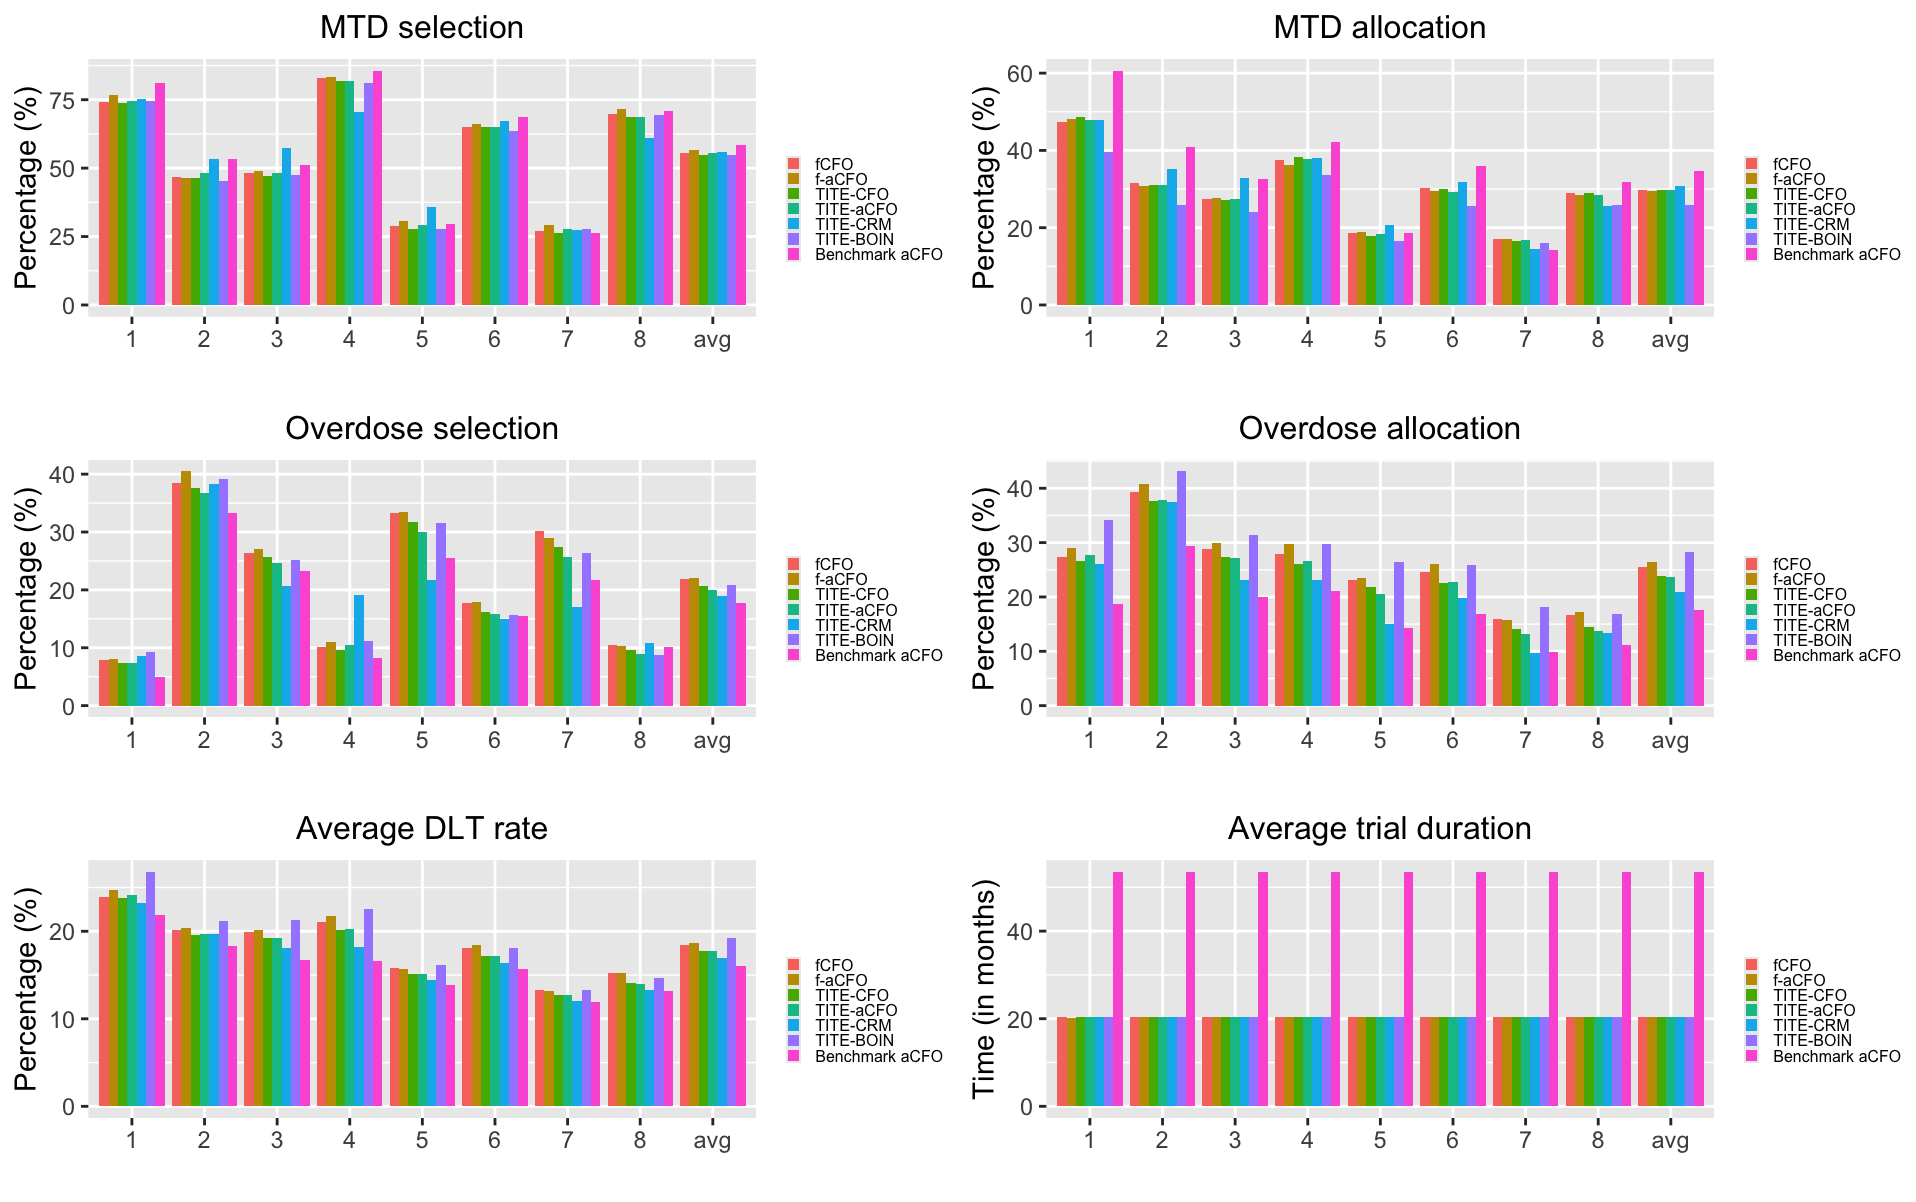 MTD selection
Percentage (%)
75
50
25
0
1 2 3 4 5 6 7 8 avg
fCFO
f-aCFO
TITE-CFO
TITE-aCFO
TITE-CRM
TITE-BOIN
Benchmark aCFO
MTD allocation
Percentage (%)
60
40
20
0
1 2 3 4 5 6 7 8 avg
fCFO
f-aCFO
TITE-CFO
TITE-aCFO
TITE-CRM
TITE-BOIN
Benchmark aCFO
Overdose selection
Percentage (%)
40
30
20
10
0
1 2 3 4 5 6 7 8 avg
fCFO
f-aCFO
TITE-CFO
TITE-aCFO
TITE-CRM
TITE-BOIN
Benchmark aCFO
Overdose allocation
Percentage (%)
40
30
20
10
0
1 2 3 4 5 6 7 8 avg
fCFO
f-aCFO
TITE-CFO
TITE-aCFO
TITE-CRM
TITE-BOIN
Benchmark aCFO
Average DLT rate
Percentage (%)
20
10
0
1 2 3 4 5 6 7 8 avg
fCFO
f-aCFO
TITE-CFO
TITE-aCFO
TITE-CRM
TITE-BOIN
Benchmark aCFO
Average trial duration
Time (in months)
40
20
0
1 2 3 4 5 6 7 8 avg
fCFO
f-aCFO
TITE-CFO
TITE-aCFO
TITE-CRM
TITE-BOIN
Benchmark aCFO